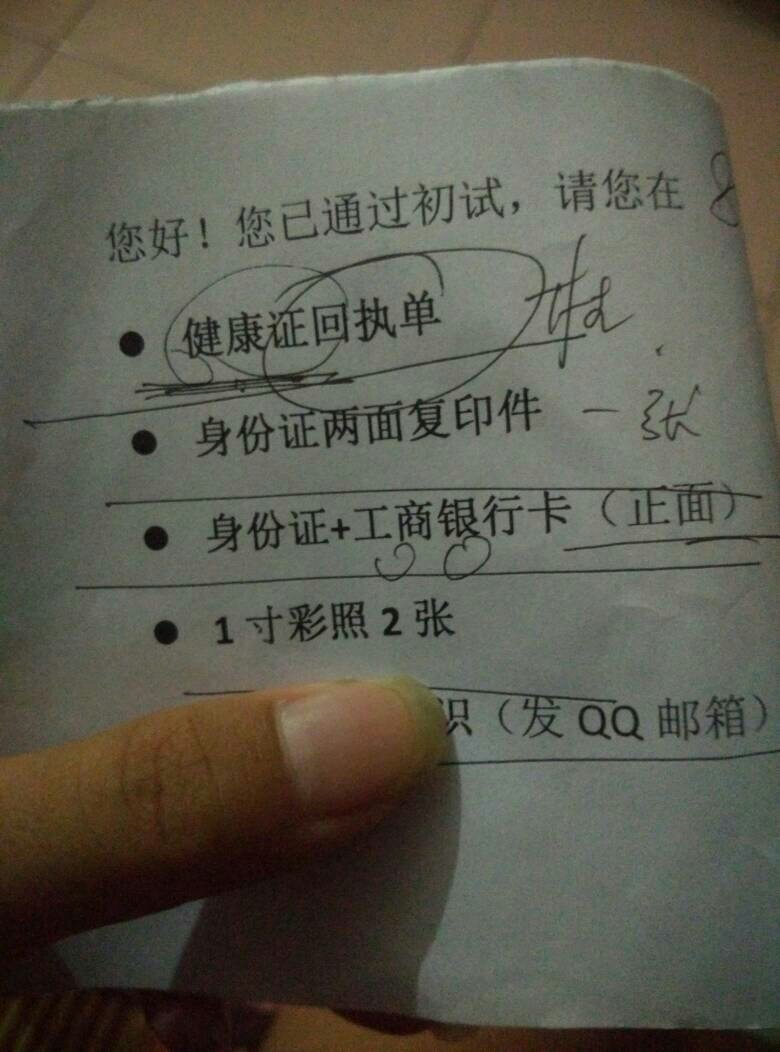 您好！您已通过初试，请您在
● 健康证回执单
● 身份证两面复印件 一张
● 身份证+工商银行卡（正面）
● 1寸彩照2张
识（发QQ邮箱）